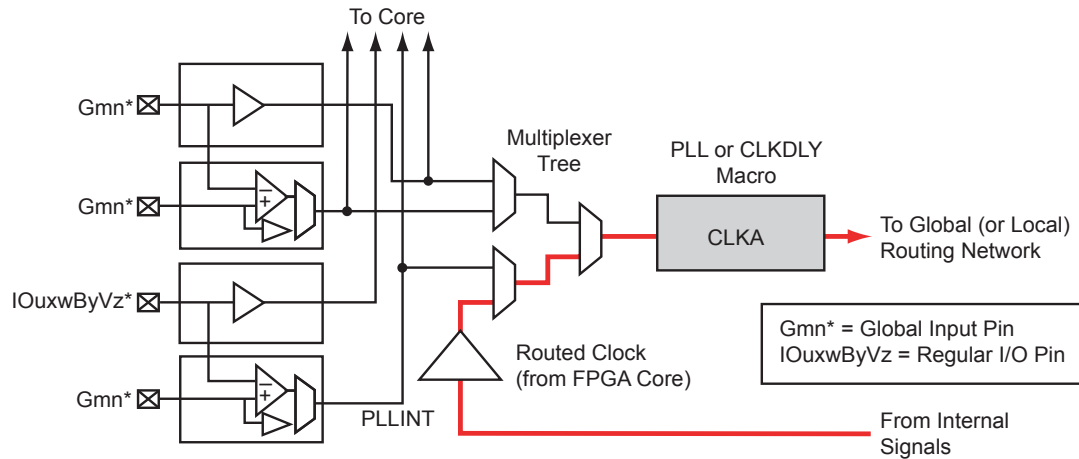 To Core
Gmn*
Multiplexer
Tree
PLL or CLKDLY
Macro
Gmn*
CLKA
To Global (or Local)
Routing Network
IOuxwByVz*
Gmn* = Global Input Pin
IOuxwByVz = Regular I/O Pin
Routed Clock
(from FPGA Core)
Gmn*
PLLINT
From Internal
Signals